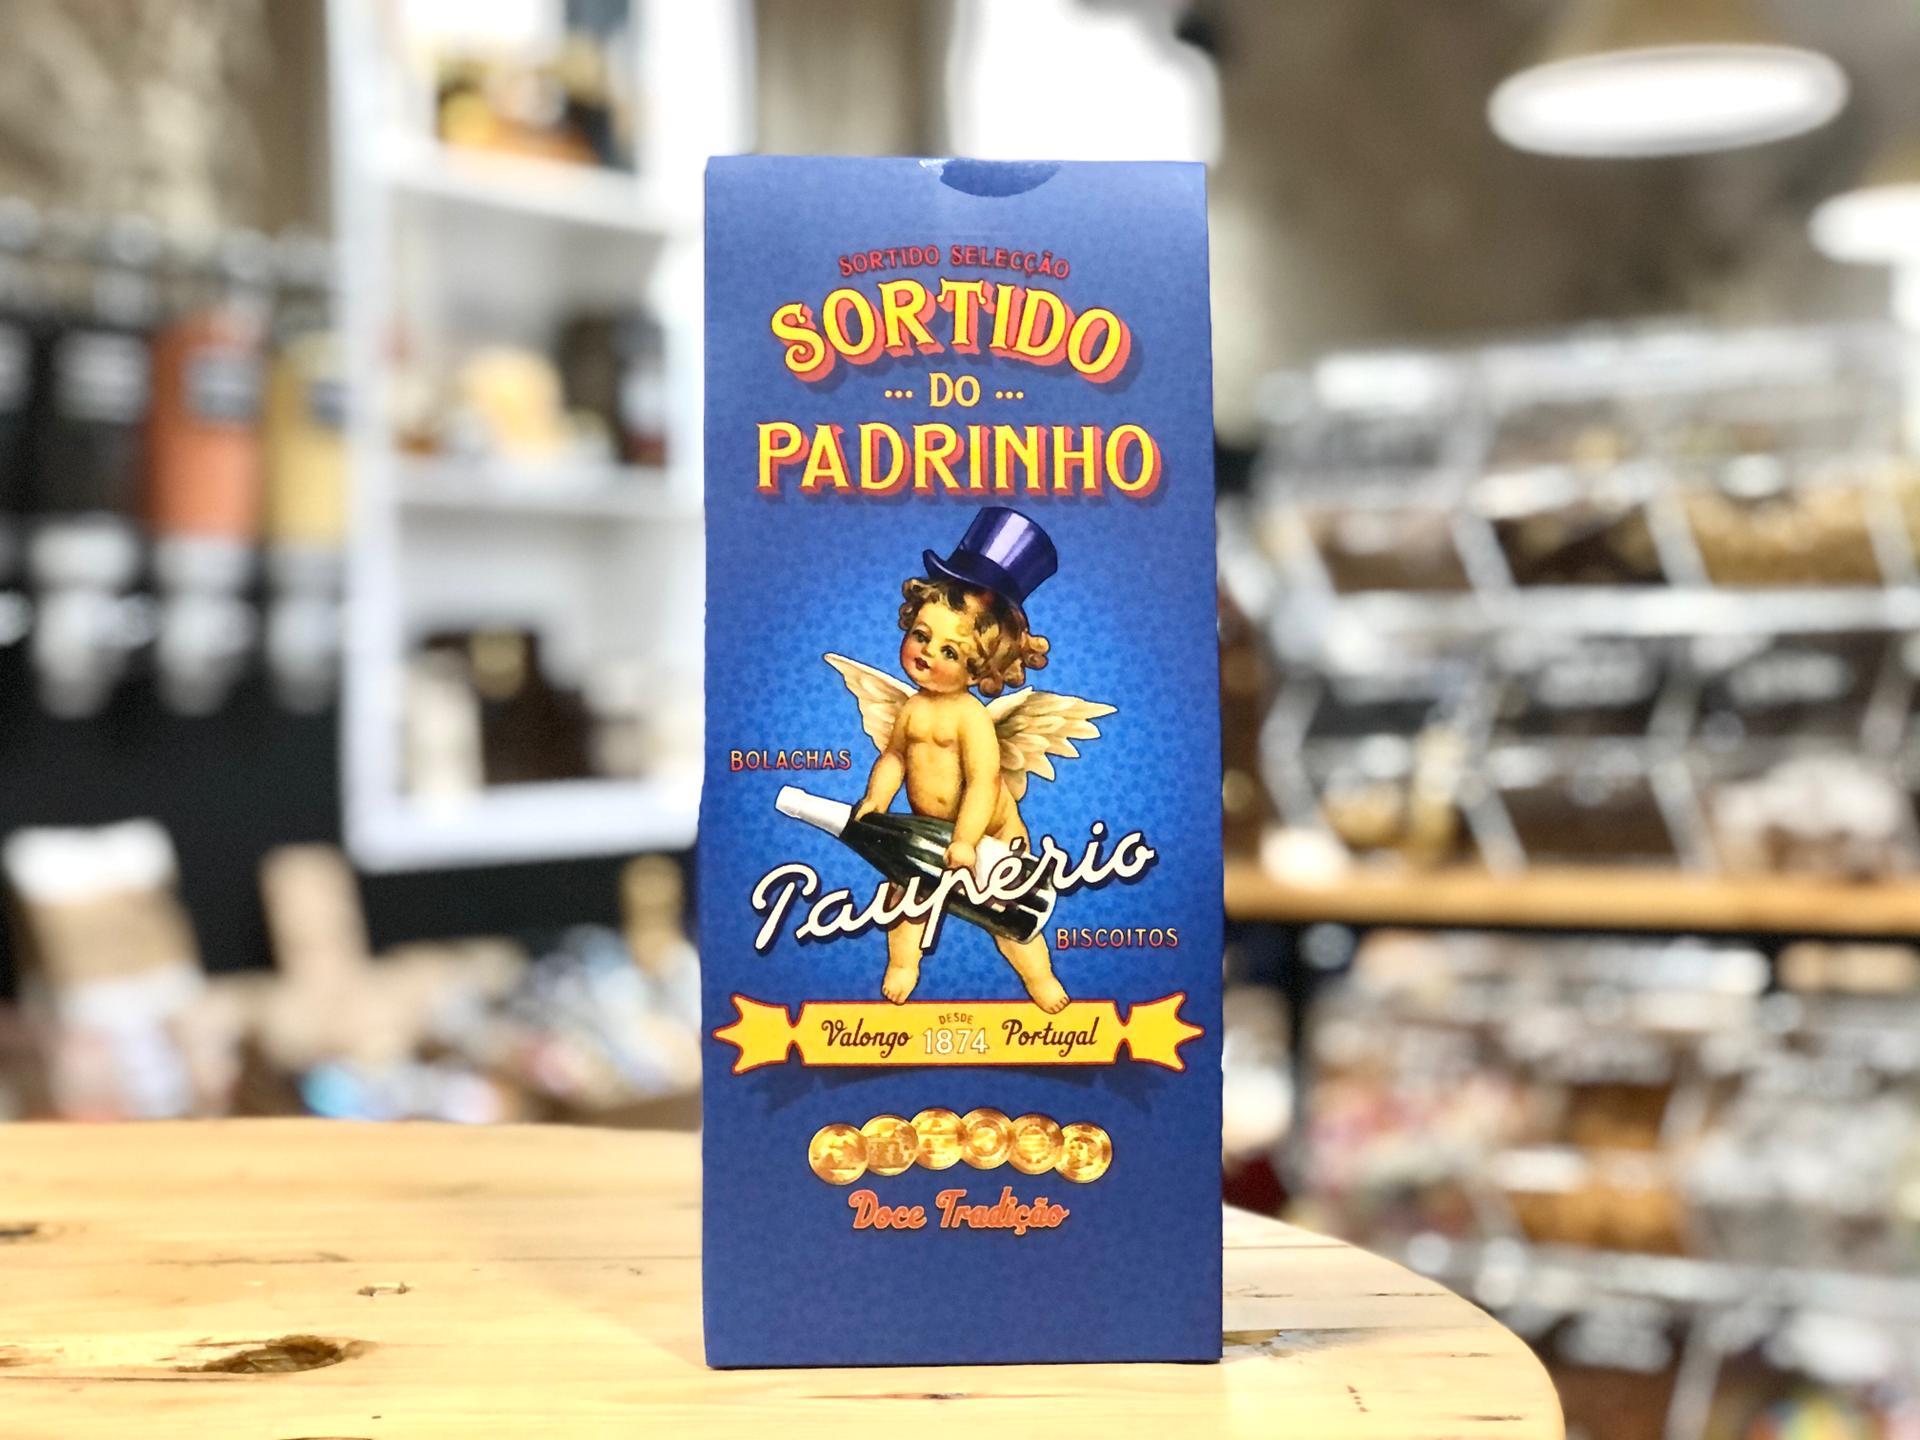 SORTIDO SELECÇÃO
SORTIDO
... DO ...
PADRINHO
BOLACHAS
Paupério
BISCOITOS
Valongo DESDE 1874 Portugal
Doce Tradição